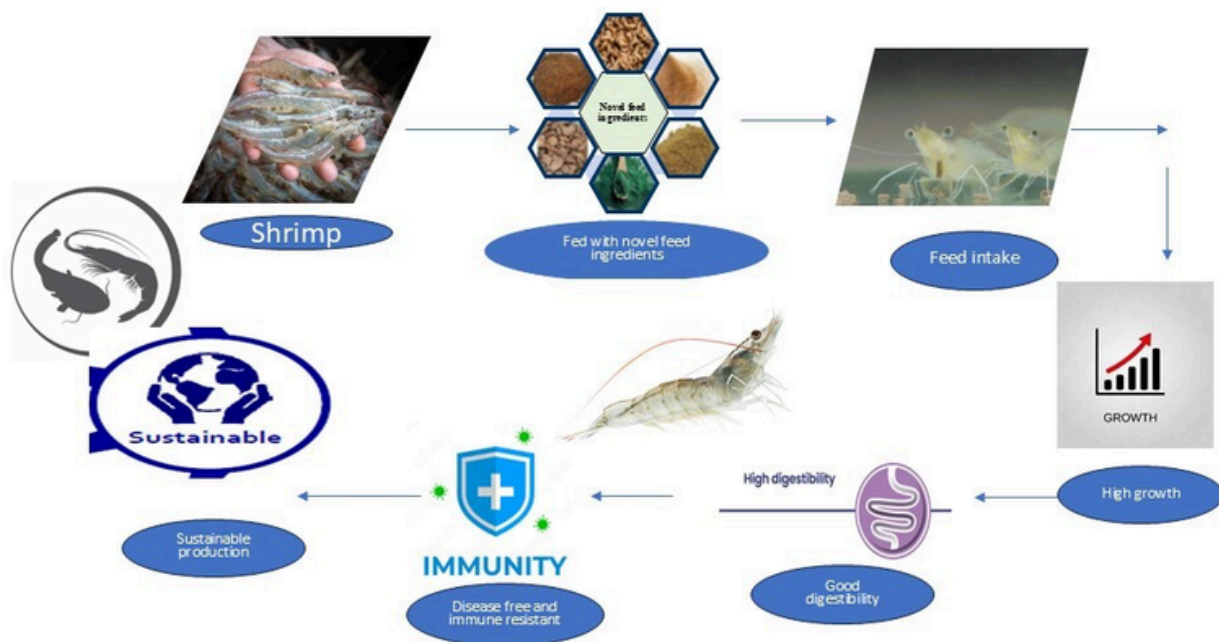 Novel feed
ingredients
Shrimp
Fed with novel feed
ingredients
Feed intake
GROWTH
High growth
High digestibility
Good
digestibility
IMMUNITY
Disease free and
immune resistant
Sustainable
Sustainable
production